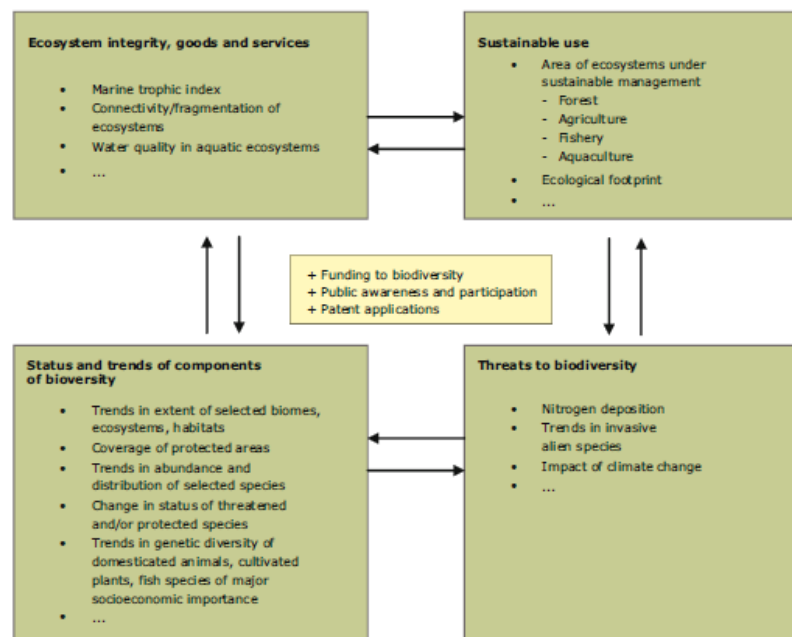 Ecosystem integrity, goods and services
• Marine trophic index
• Connectivity/fragmentation of
ecosystems
• Water quality in aquatic ecosystems
• ...
Sustainable use
• Area of ecosystems under
sustainable management
- Forest
- Agriculture
- Fishery
- Aquaculture
• Ecological footprint
• ...
+ Funding to biodiversity
+ Public awareness and participation
+ Patent applications
Status and trends of components
of bioversity
• Trends in extent of selected biomes,
ecosystems, habitats
• Coverage of protected areas
• Trends in abundance and
distribution of selected species
• Change in status of threatened
and/or protected species
• Trends in genetic diversity of
domesticated animals, cultivated
plants, fish species of major
socioeconomic importance
• ...
Threats to biodiversity
• Nitrogen deposition
• Trends in invasive
alien species
• Impact of climate change
• ...